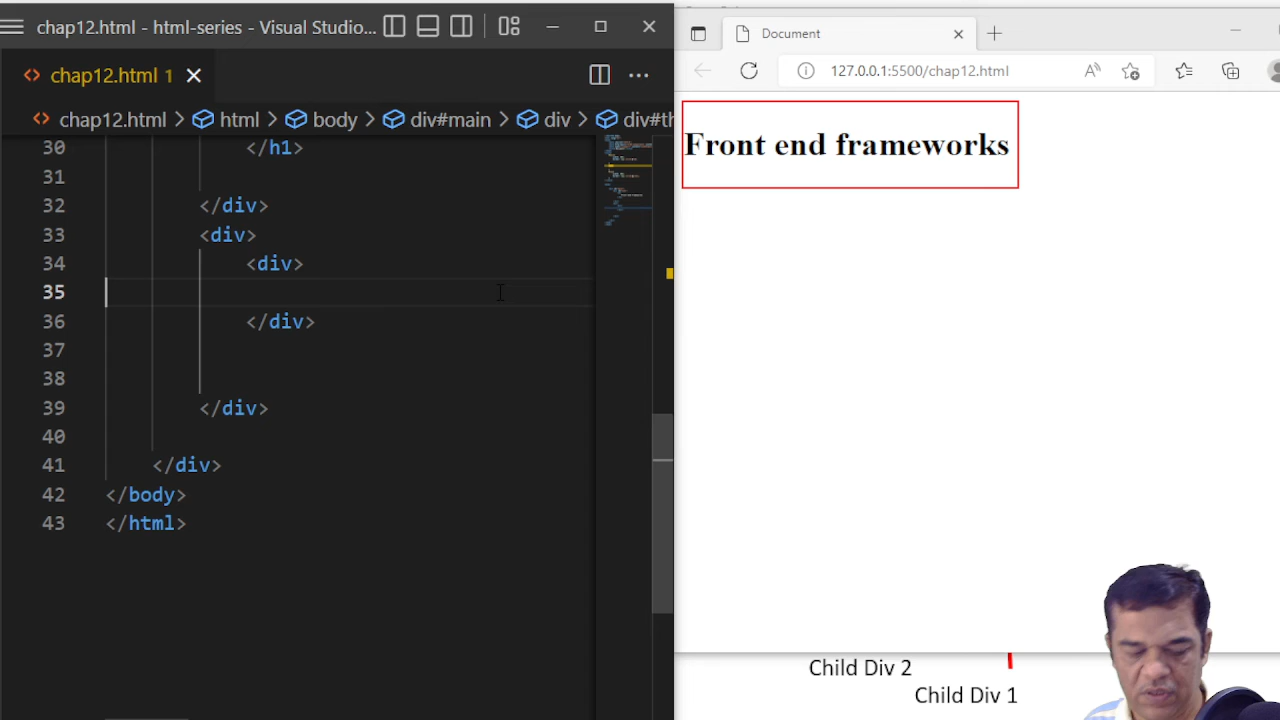 chap12.html - html-series - Visual Studio...
chap12.html 1
chap12.html > html > body > div#main > div > div#th
30 </h1>
31
32 </div>
33 <div>
34 <div>
35
36 </div>
37
38
39 </div>
40
41 </div>
42 </body>
43 </html>
Document
127.0.0.1:5500/chap12.html
Front end frameworks
Child Div 2
Child Div 1